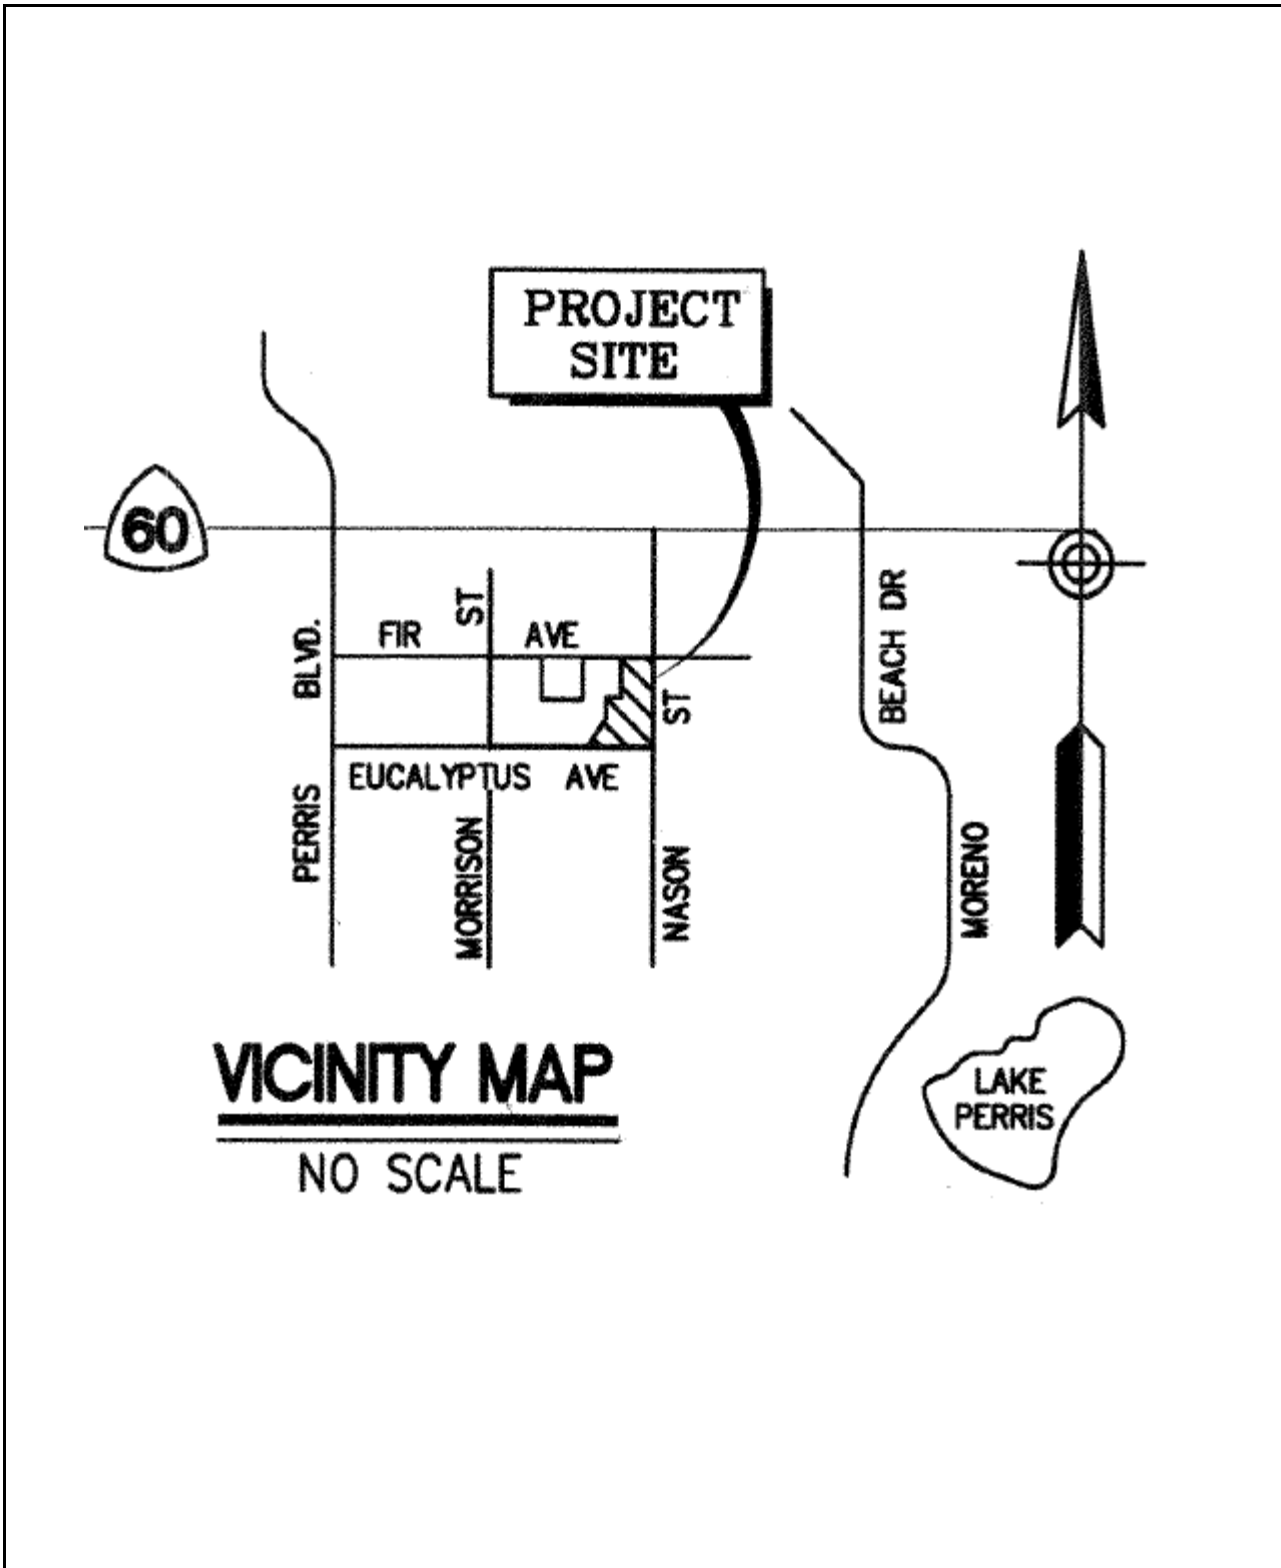 PROJECT
SITE
60
FIR AVE
MORRISON ST
PERRIS BLVD.
EUCALYPTUS AVE
NASON ST
MORENO BEACH DR
LAKE
PERRIS
VICINITY MAP
NO SCALE